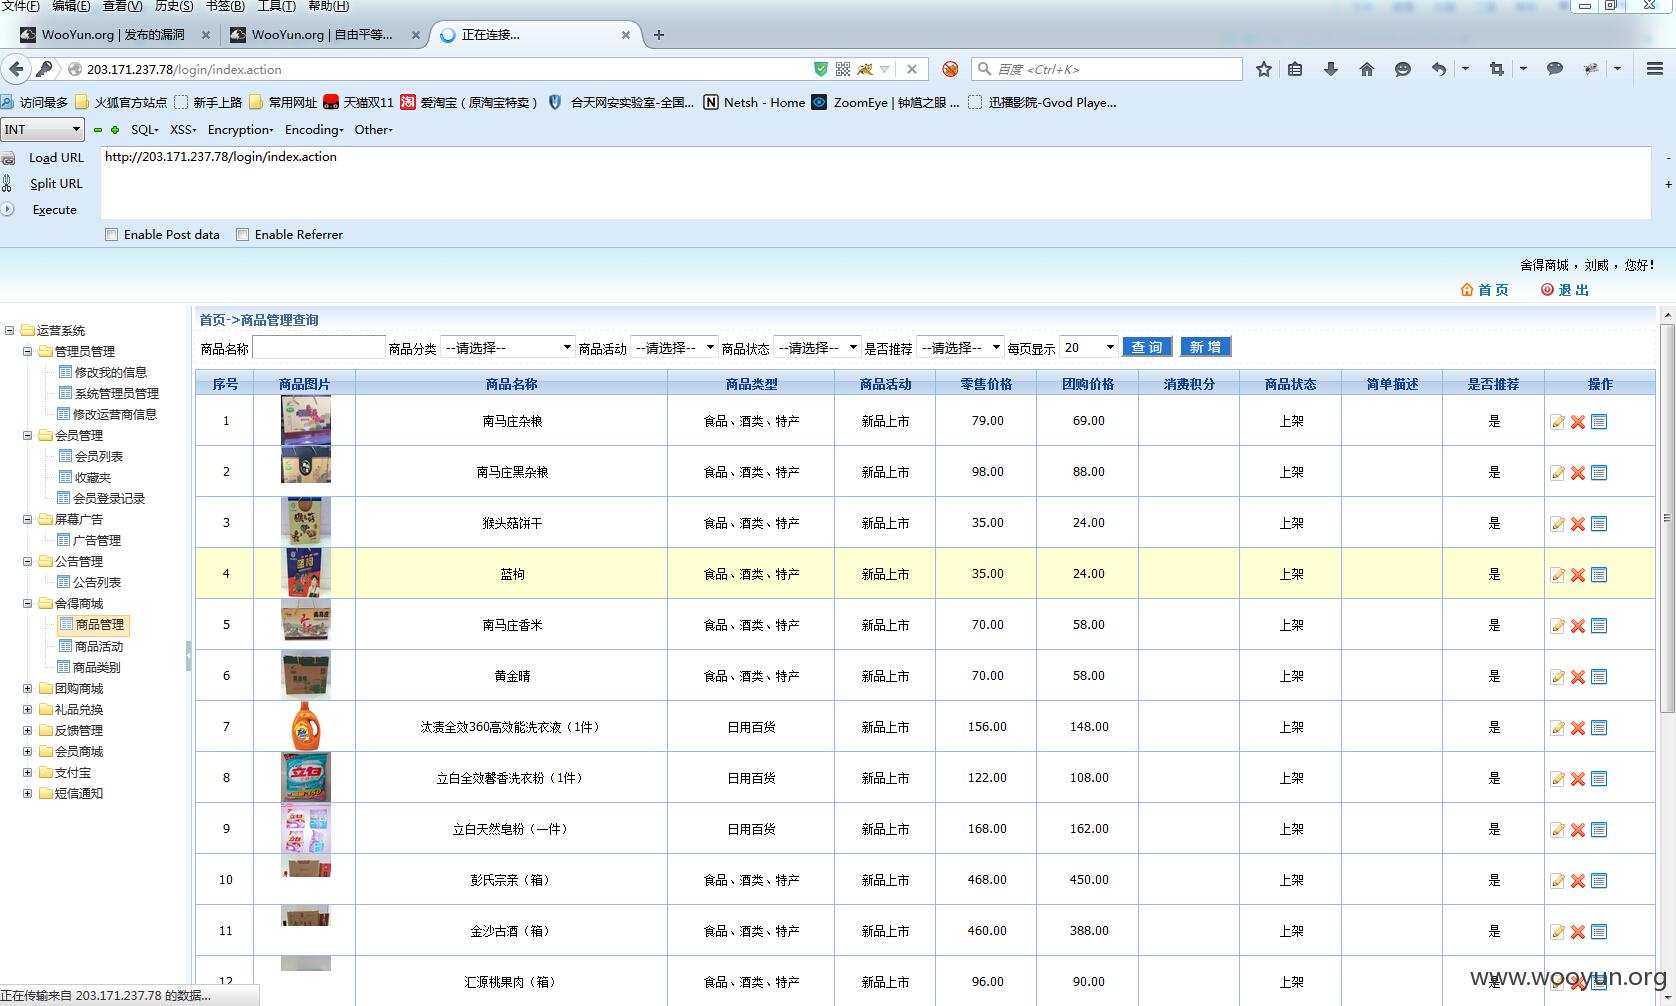 文件(F) 编辑(E) 查看(V) 历史(S) 书签(B) 工具(T) 帮助(H)
WooYun.org | 发布的漏洞 WooYun.org | 自由平等... 正在连接...
203.171.237.78/login/index.action 百度 <Ctrl+K>
访问最多 火狐官方站点 新手上路 常用网址 天猫双11 爱淘宝（原淘宝特卖） 合天网安实验室-全国... Netsh - Home ZoomEye | 钟馗之眼 ... 迅播影院-Gvod Playe...
INT SQL XSS Encryption Encoding Other
Load URL http://203.171.237.78/login/index.action
Split URL
Execute
Enable Post data Enable Referrer
舍得商城，刘威，您好!
首 页 退 出
运营系统
管理员管理
修改我的信息
系统管理员管理
修改运营商信息
会员管理
会员列表
收藏夹
会员登录记录
屏幕广告
广告管理
公告管理
公告列表
舍得商城
商品管理
商品活动
商品类别
团购商城
礼品兑换
反馈管理
会员商城
支付宝
短信通知
首页->商品管理查询
商品名称 商品分类 --请选择-- 商品活动 --请选择-- 商品状态 --请选择-- 是否推荐 --请选择-- 每页显示 20 查 询 新 增
序号 商品图片 商品名称 商品类型 商品活动 零售价格 团购价格 消费积分 商品状态 简单描述 是否推荐 操作
1 南马庄杂粮 食品、酒类、特产 新品上市 79.00 69.00 上架 是
2 南马庄黑杂粮 食品、酒类、特产 新品上市 98.00 88.00 上架 是
3 猴头菇饼干 食品、酒类、特产 新品上市 35.00 24.00 上架 是
4 蓝枸 食品、酒类、特产 新品上市 35.00 24.00 上架 是
5 南马庄香米 食品、酒类、特产 新品上市 70.00 58.00 上架 是
6 黄金晴 食品、酒类、特产 新品上市 70.00 58.00 上架 是
7 汰渍全效360高效能洗衣液（1件） 日用百货 新品上市 156.00 148.00 上架 是
8 立白全效馨香洗衣粉（1件） 日用百货 新品上市 122.00 108.00 上架 是
9 立白天然皂粉（一件） 日用百货 新品上市 168.00 162.00 上架 是
10 彭氏宗亲（箱） 食品、酒类、特产 新品上市 468.00 450.00 上架 是
11 金沙古酒（箱） 食品、酒类、特产 新品上市 460.00 388.00 上架 是
12 汇源桃果肉（箱） 食品、酒类、特产 新品上市 96.00 90.00 上架 是
正在传输来自 203.171.237.78 的数据...
www.wooyun.org